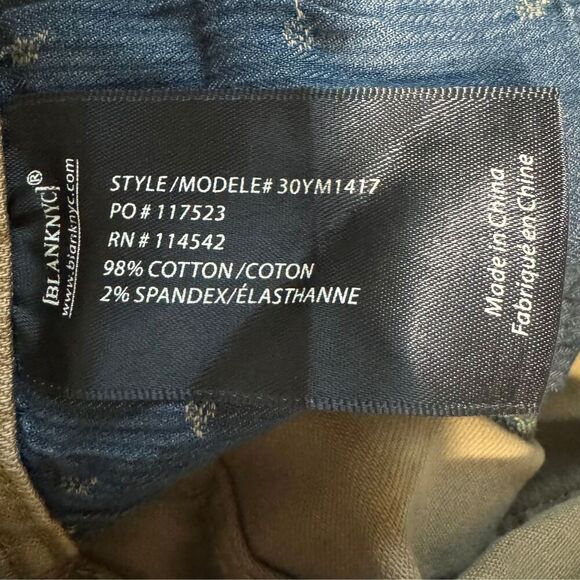 [BLANKNYC]®
www.blanknyc.com
STYLE/MODELE# 30YM1417
PO # 117523
RN # 114542
98% COTTON/COTON
2% SPANDEX/ÉLASTHANNE
Made in China
Fabrique en Chine